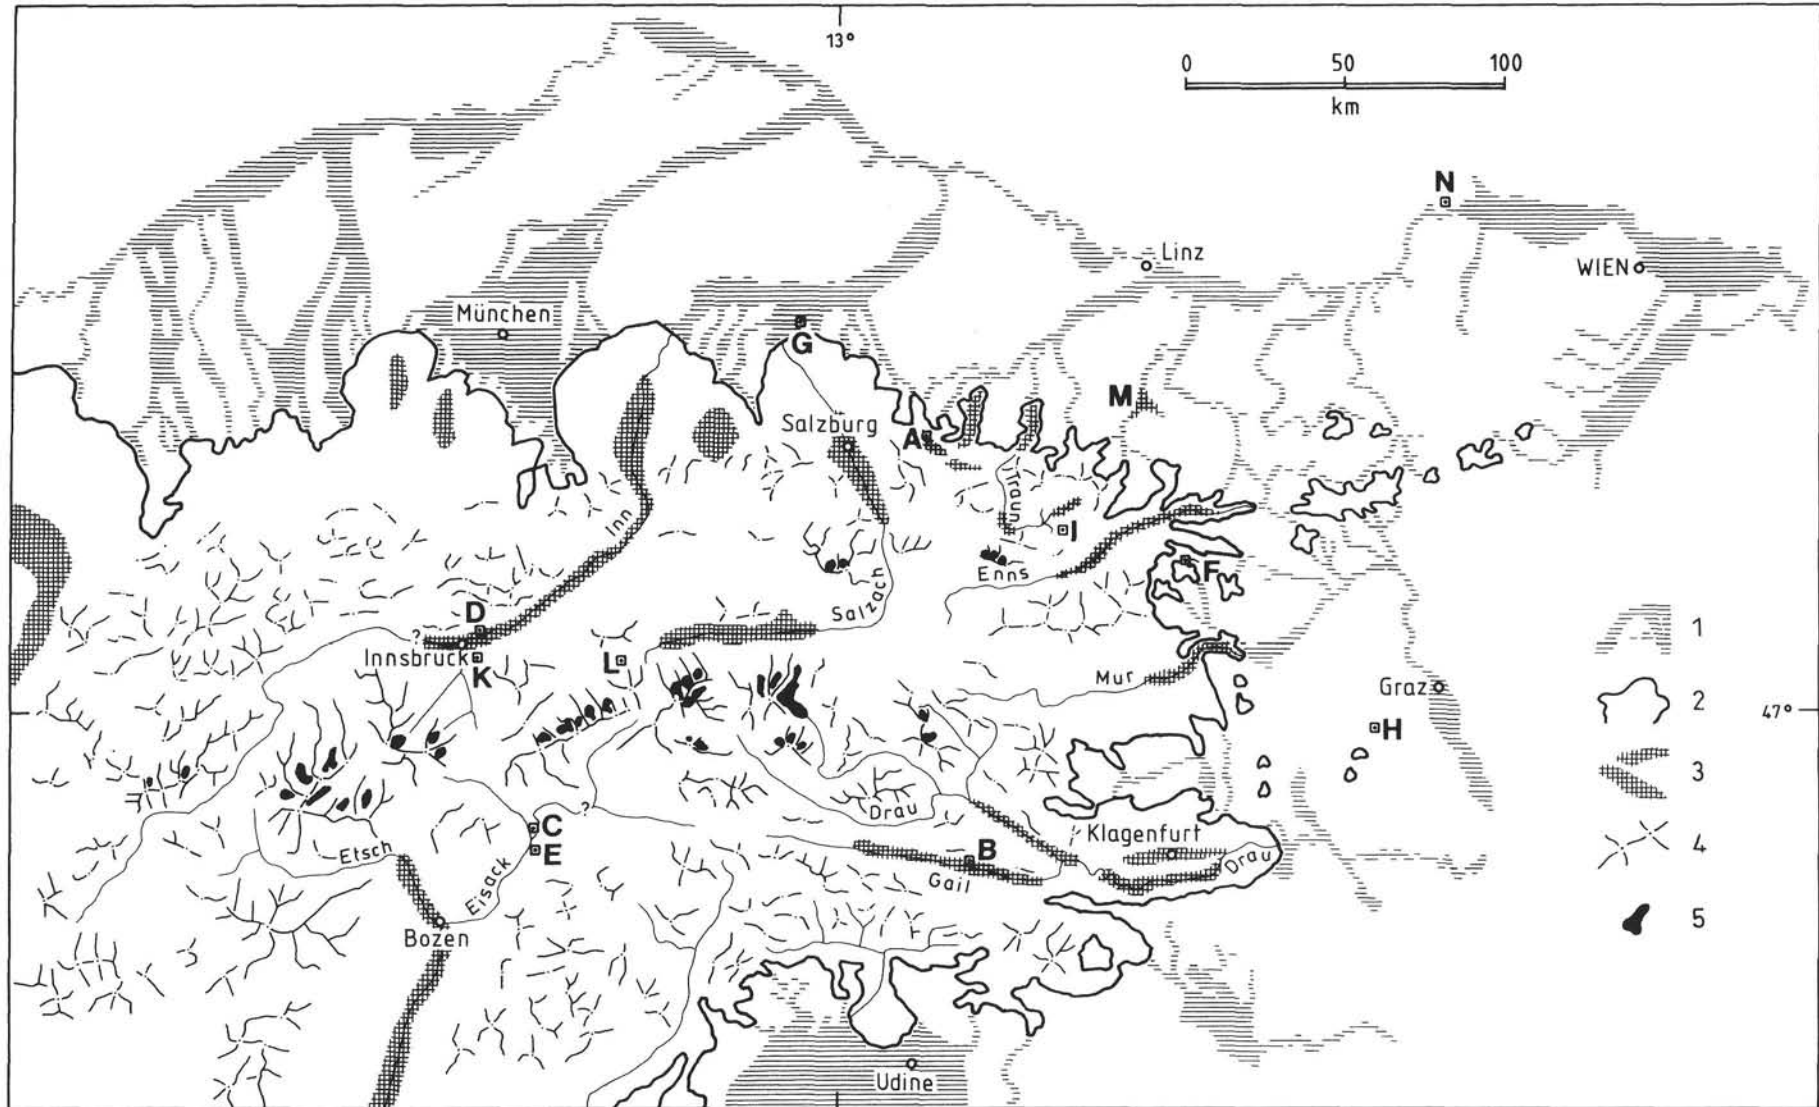 13°
0 50 100
km
N
Linz
WIEN
München
G
M
Salzburg
A
Traun
Inn
I
Enns
F
Salzach
D
?
Innsbruck
K
L
1
Mur
Graz
2
47°
H
3
?
Drau
C
Klagenfurt
4
Etsch
E
B
Drau
Eisack
Gail
5
Bozen
Udine